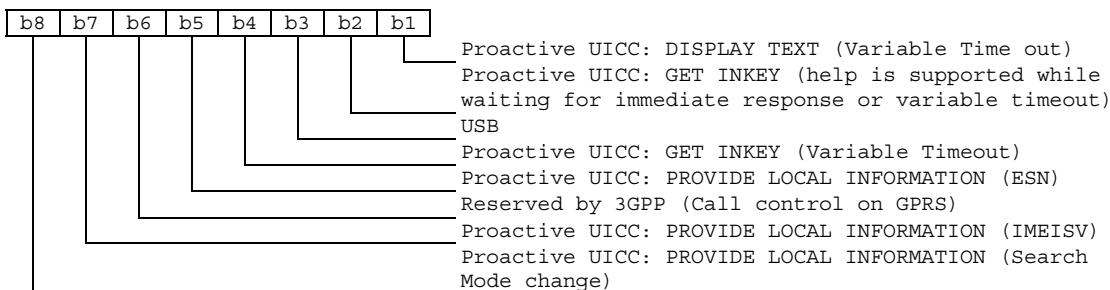 b8 b7 b6 b5 b4 b3 b2 b1
Proactive UICC: DISPLAY TEXT (Variable Time out)
Proactive UICC: GET INKEY (help is supported while
waiting for immediate response or variable timeout)
USB
Proactive UICC: GET INKEY (Variable Timeout)
Proactive UICC: PROVIDE LOCAL INFORMATION (ESN)
Reserved by 3GPP (Call control on GPRS)
Proactive UICC: PROVIDE LOCAL INFORMATION (IMEISV)
Proactive UICC: PROVIDE LOCAL INFORMATION (Search
Mode change)